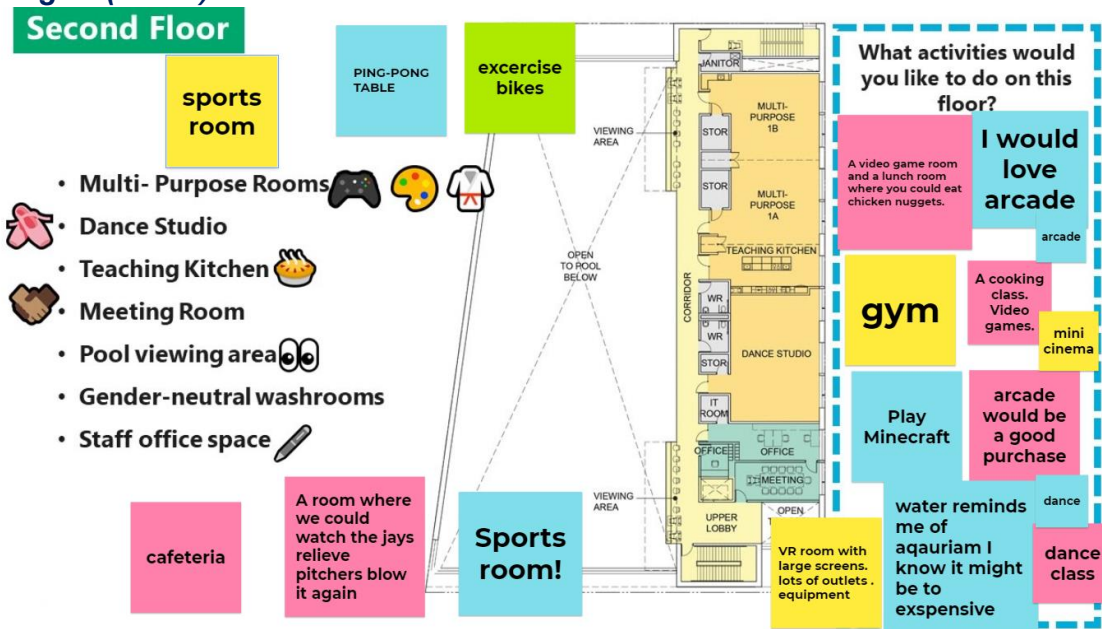 Second Floor
sports
room
PING-PONG
TABLE
excercise
bikes
• Multi- Purpose Rooms
• Dance Studio
• Teaching Kitchen
• Meeting Room
• Pool viewing area
• Gender-neutral washrooms
• Staff office space
cafeteria
A room where
we could
watch the jays
relieve
pitchers blow
it again
Sports
room!
JANITOR
MULTI-
PURPOSE
1B
VIEWING
AREA
STOR
STOR
MULTI-
PURPOSE
1A
TEACHING KITCHEN
OPEN
TO POOL
BELOW
CORRIDOR
WR
WR
STOR
DANCE STUDIO
IT
ROOM
OFFICE
OFFICE
MEETING
VIEWING
AREA
UPPER
LOBBY
OPEN
What activities would
you like to do on this
floor?
A video game room
and a lunch room
where you could eat
chicken nuggets.
I would
love
arcade
arcade
gym
A cooking
class.
Video
games.
mini
cinema
Play
Minecraft
arcade
would be
a good
purchase
VR room with
large screens.
lots of outlets .
equipment
water reminds
me of
aqauriam I
know it might
be to
exspensive
dance
dance
class